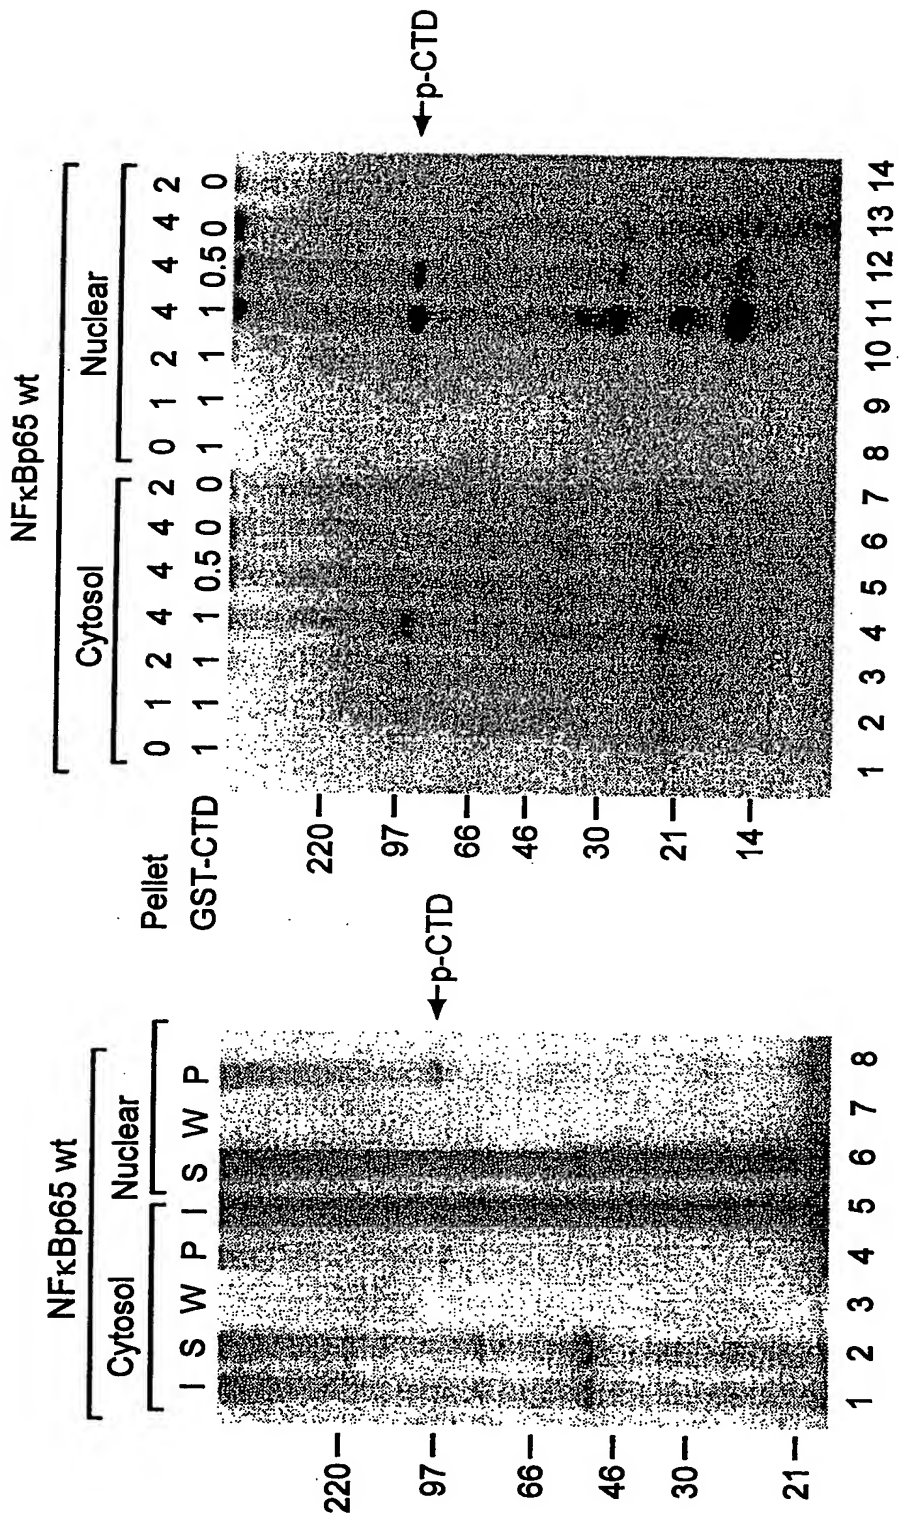 NFκBp65 wt
Cytosol Nuclear
I S W P I S W P
220
97
66
46
30
21
p-CTD
1 2 3 4 5 6 7 8
NFκBp65 wt
Cytosol Nuclear
Pellet 0 1 2 4 4 4 2 0 1 2 4 4 4 2
GST-CTD 1 1 1 1 0.5 0 0 1 1 1 1 0.5 0 0
220
97
66
46
30
21
14
p-CTD
1 2 3 4 5 6 7 8 9 10 11 12 13 14